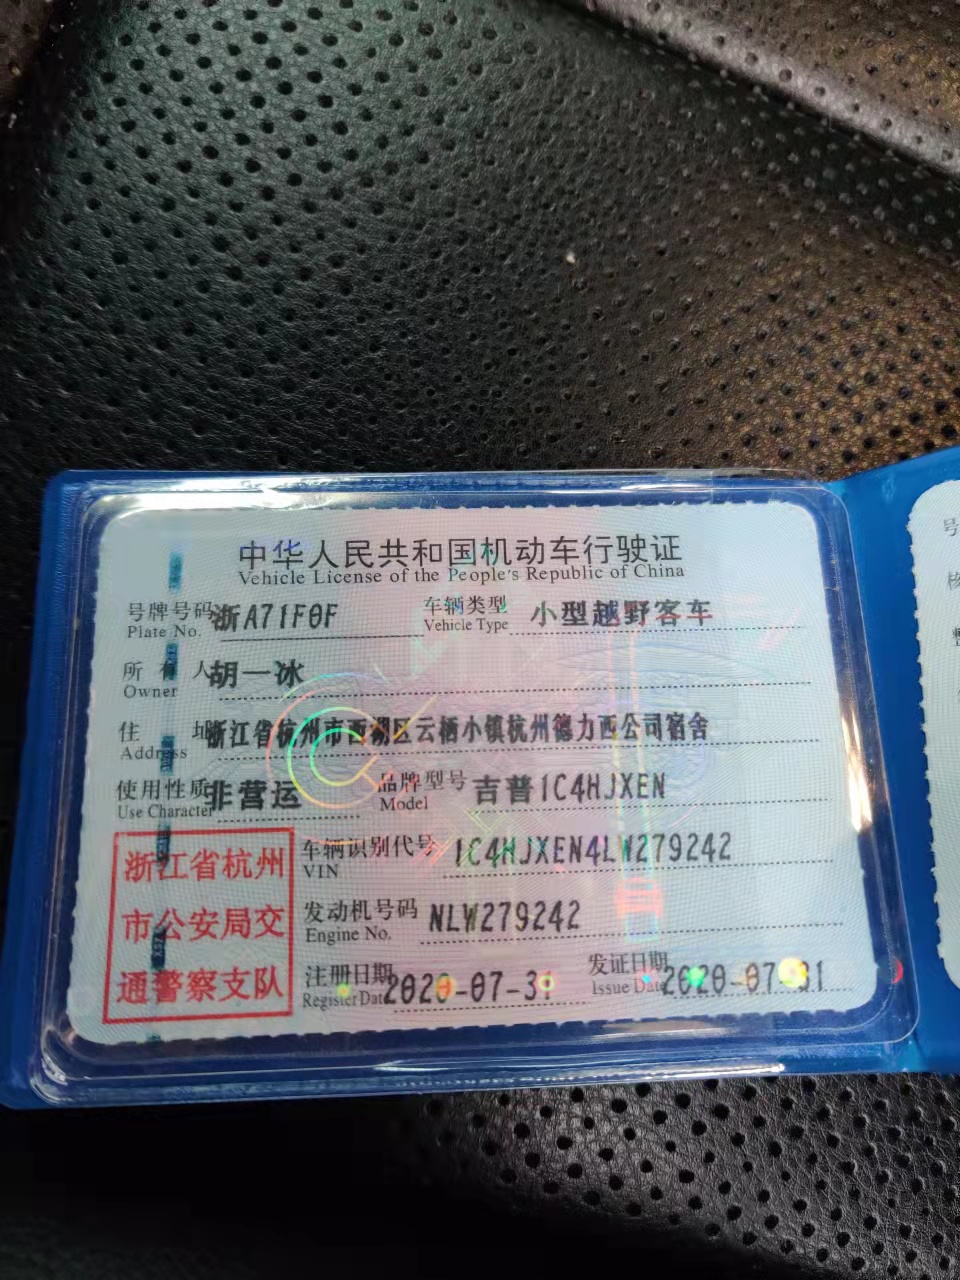 中华人民共和国机动车行驶证
Vehicle License of the People's Republic of China
号牌号码 浙A71F0F 车辆类型 小型越野客车
Plate No. Vehicle Type
所有人 胡一冰
Owner
住址 浙江省杭州市西湖区云栖小镇杭州德力西公司宿舍
Address
使用性质 非营运 品牌型号 吉普1C4HJXEN
Use Character Model
车辆识别代号 1C4HJXEN4LW279242
VIN
发动机号码 NLW279242
Engine No.
注册日期 2020-07-31 发证日期 2020-07-31
Register Date Issue Date
浙江省杭州
市公安局交
通警察支队
号
核